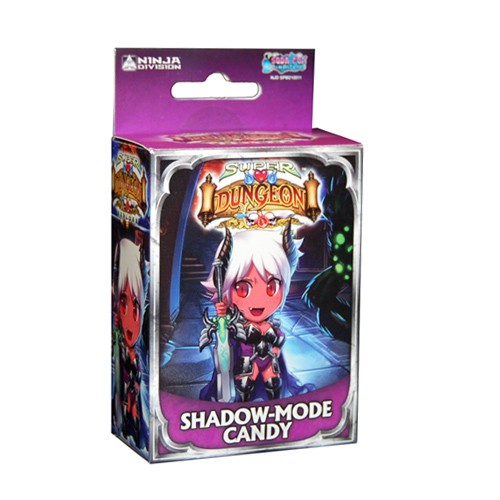 NINJA
DIVISION
SUPER
DUNGEON
SHADOW-MODE
CANDY